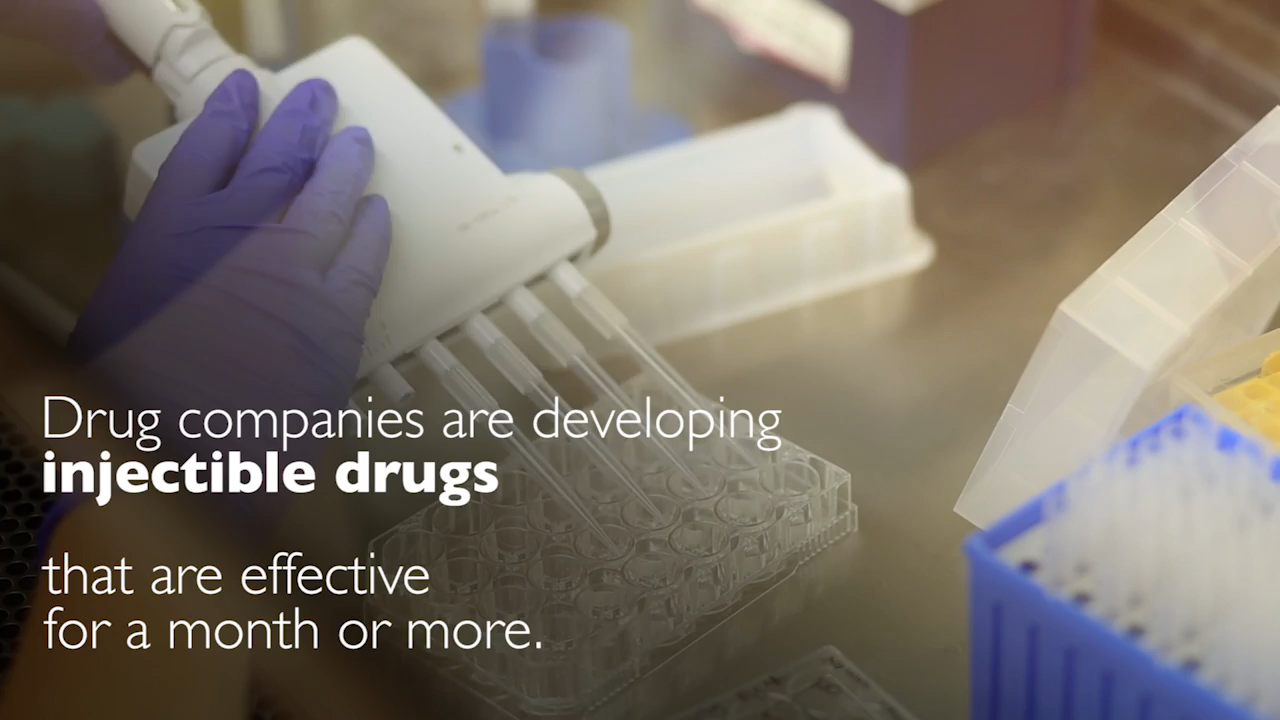 Drug companies are developing
injectible drugs
that are effective
for a month or more.